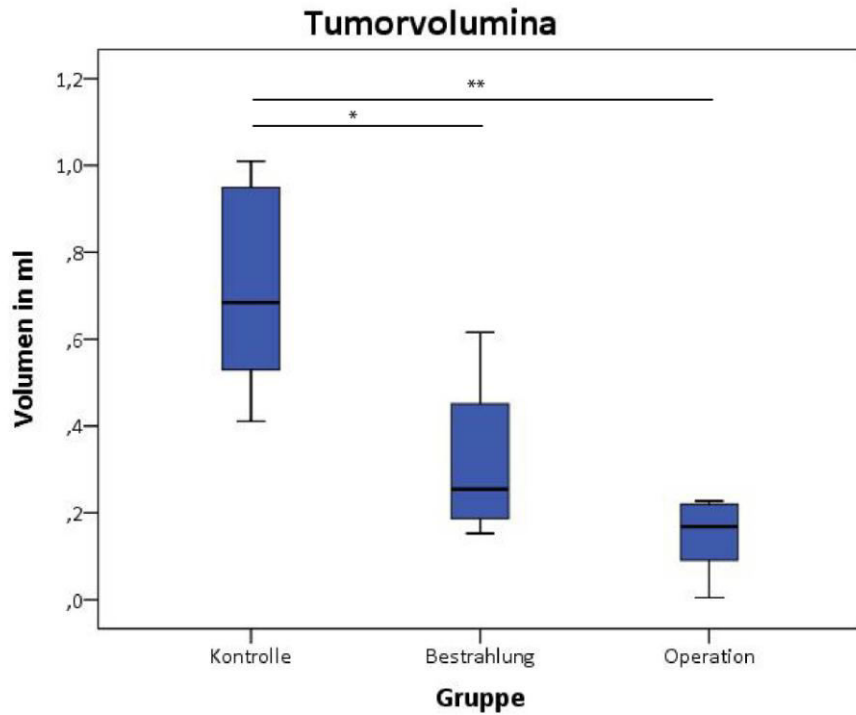 Tumorvolumina
1,2
**
*
1,0
,8
,6
,4
,2
,0
Volumen in ml
Kontrolle Bestrahlung Operation
Gruppe